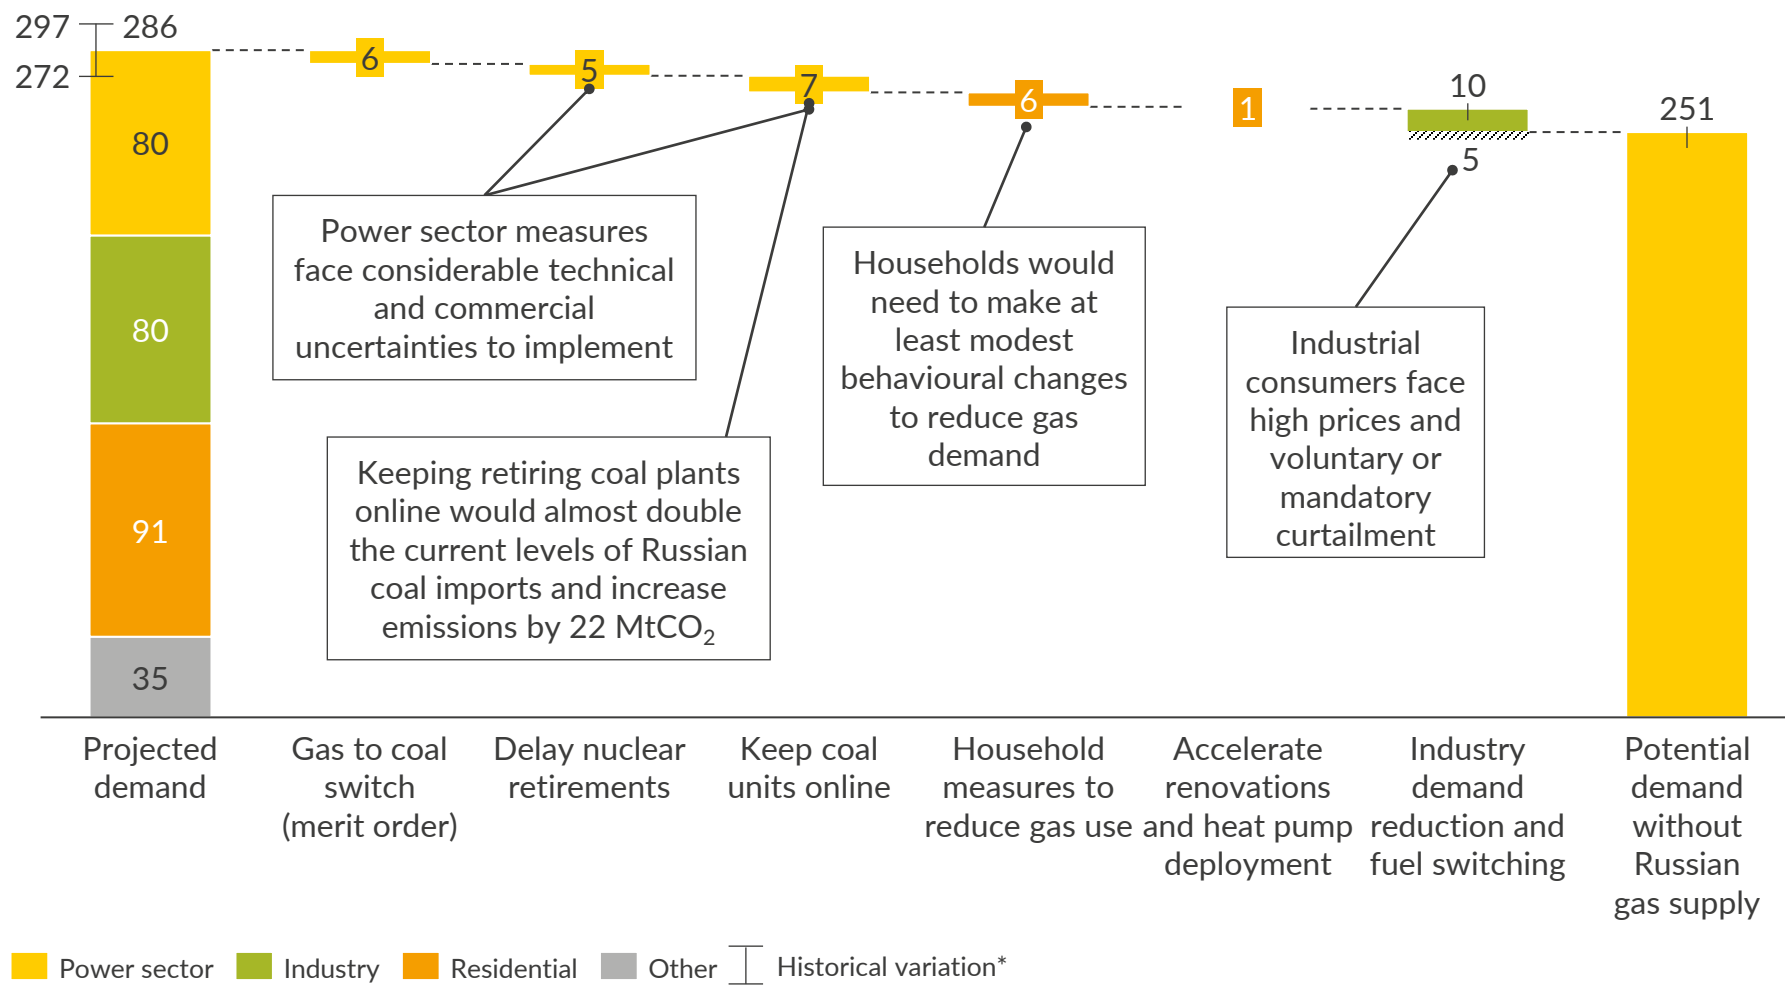 297
286
272
80
80
91
35
6
5
7
6
1
10
5
251
Power sector measures
face considerable technical
and commercial
uncertainties to implement
Keeping retiring coal plants
online would almost double
the current levels of Russian
coal imports and increase
emissions by 22 MtCO₂
Households would
need to make at
least modest
behavioural changes
to reduce gas
demand
Industrial
consumers face
high prices and
voluntary or
mandatory
curtailment
Projected
demand
Gas to coal
switch
(merit order)
Delay nuclear
retirements
Keep coal
units online
Household
measures to
reduce gas use
Accelerate
renovations
and heat pump
deployment
Industry
demand
reduction and
fuel switching
Potential
demand
without
Russian
gas supply
Power sector
Industry
Residential
Other
Historical variation*